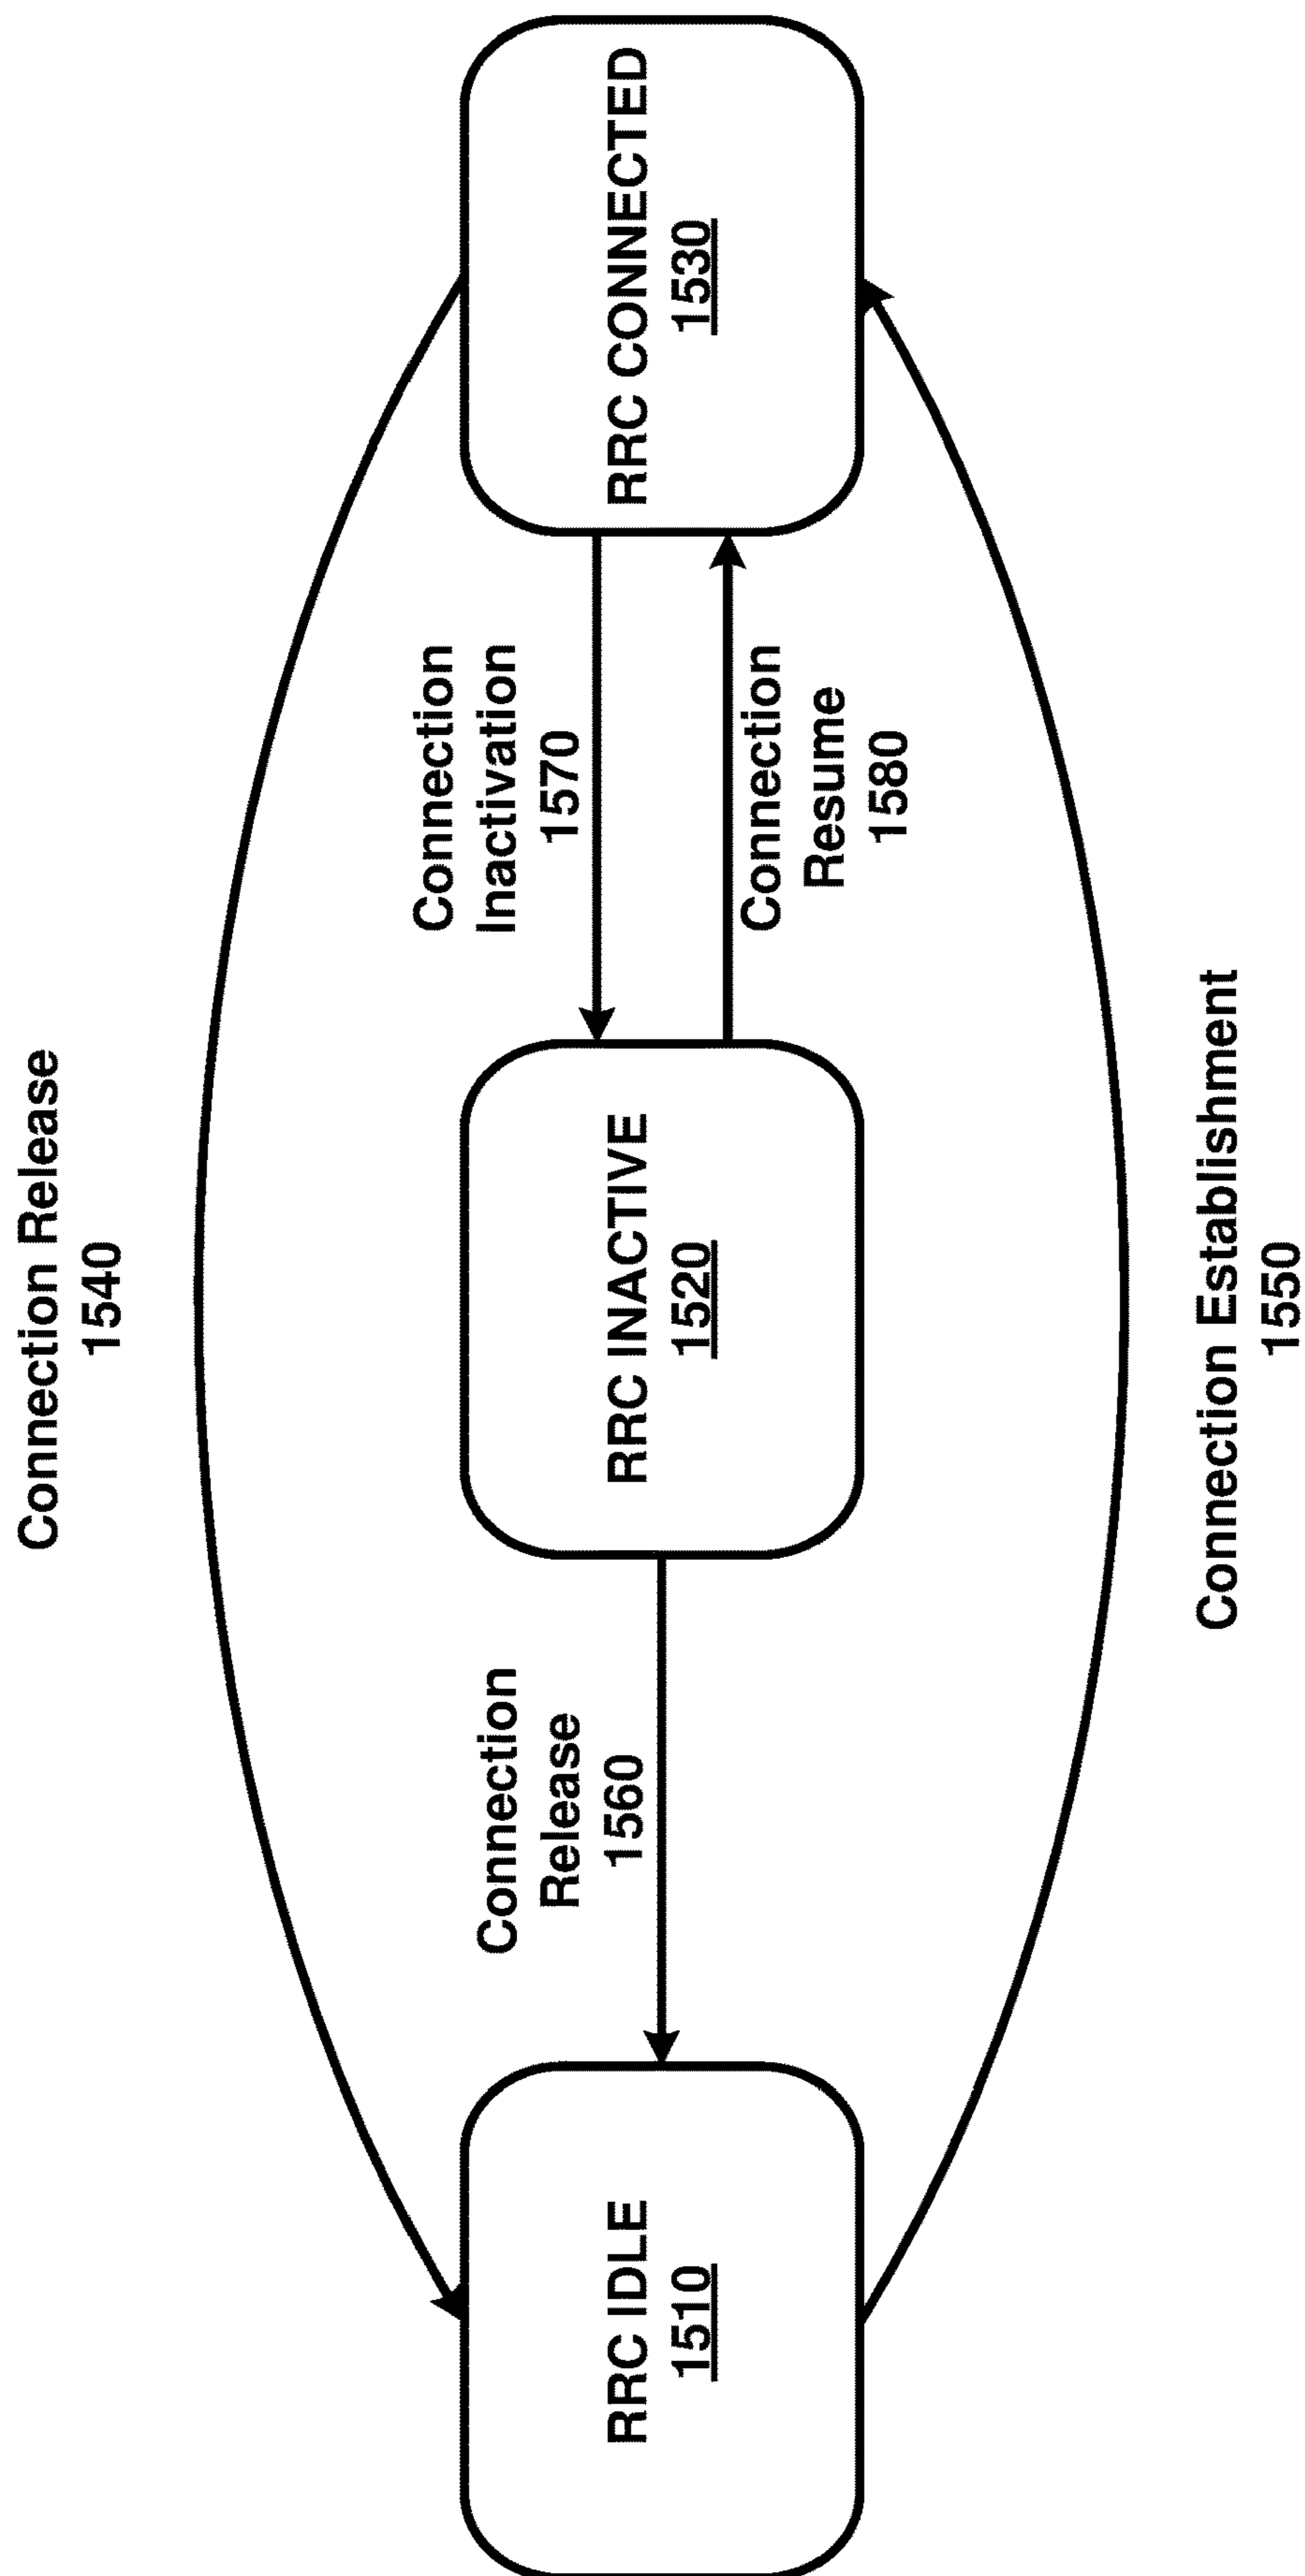 Connection Release
1540
RRC IDLE
1510
Connection
Release
1560
RRC INACTIVE
1520
Connection
Inactivation
1570
Connection
Resume
1580
RRC CONNECTED
1530
Connection Establishment
1550